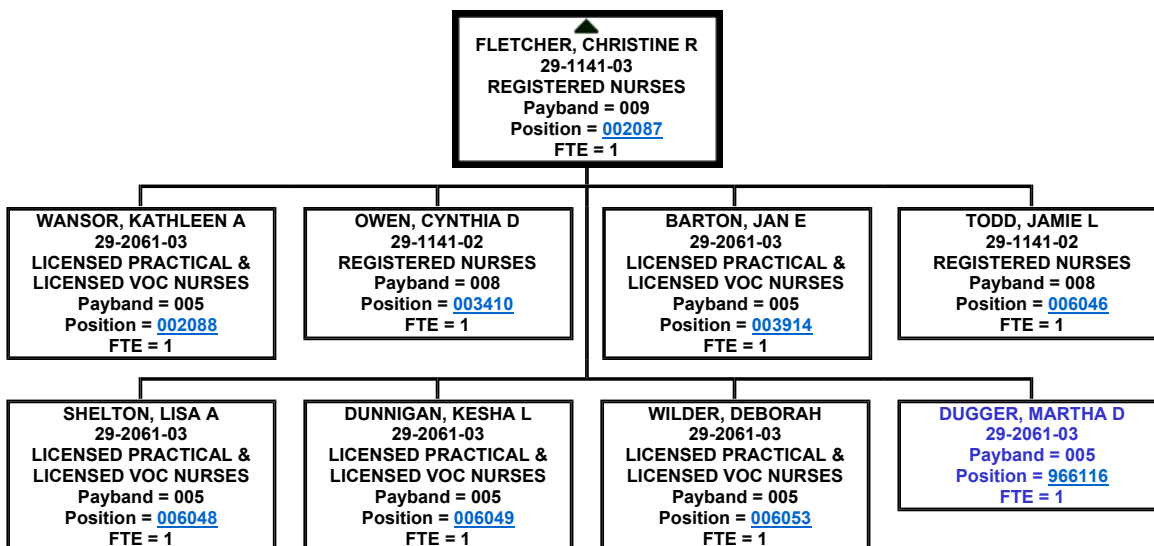 FLETCHER, CHRISTINE R
29-1141-03
REGISTERED NURSES
Payband = 009
Position = 002087
FTE = 1
WANSOR, KATHLEEN A
29-2061-03
LICENSED PRACTICAL &
LICENSED VOC NURSES
Payband = 005
Position = 002088
FTE = 1
OWEN, CYNTHIA D
29-1141-02
REGISTERED NURSES
Payband = 008
Position = 003410
FTE = 1
BARTON, JAN E
29-2061-03
LICENSED PRACTICAL &
LICENSED VOC NURSES
Payband = 005
Position = 003914
FTE = 1
TODD, JAMIE L
29-1141-02
REGISTERED NURSES
Payband = 008
Position = 006046
FTE = 1
SHELTON, LISA A
29-2061-03
LICENSED PRACTICAL &
LICENSED VOC NURSES
Payband = 005
Position = 006048
FTE = 1
DUNNIGAN, KESHA L
29-2061-03
LICENSED PRACTICAL &
LICENSED VOC NURSES
Payband = 005
Position = 006049
FTE = 1
WILDER, DEBORAH
29-2061-03
LICENSED PRACTICAL &
LICENSED VOC NURSES
Payband = 005
Position = 006053
FTE = 1
DUGGER, MARTHA D
29-2061-03
Payband = 005
Position = 966116
FTE = 1